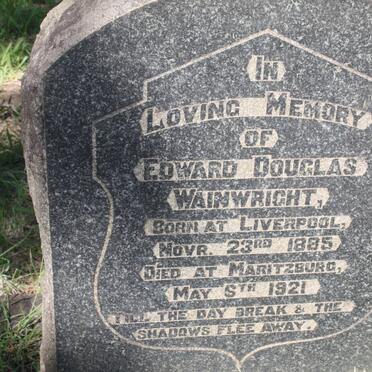 IN
LOVING MEMORY
OF
EDWARD DOUGLAS
WAINWRIGHT,
BORN AT LIVERPOOL,
NOVR. 23RD 1885
DIED AT MARITZBURG,
MAY 8TH 1921
TILL THE DAY BREAK & THE
SHADOWS FLEE AWAY.